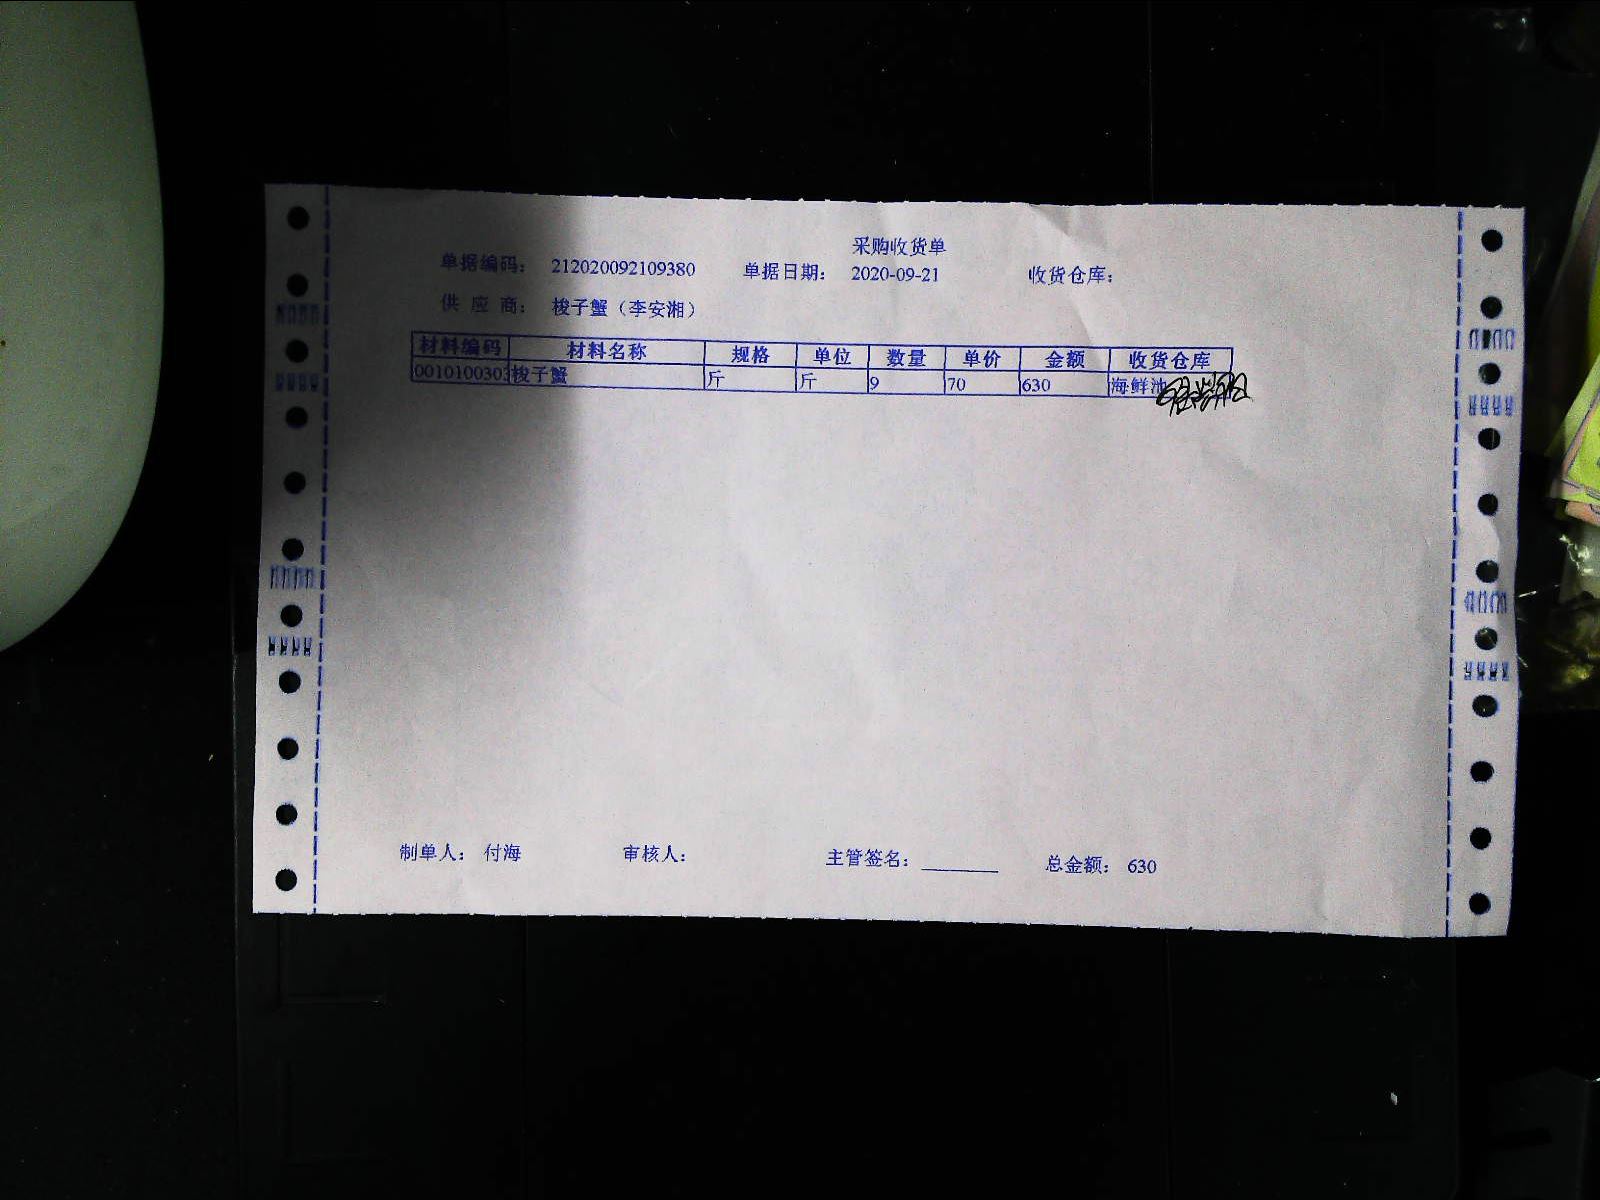 采购收货单
单据编码： 212020092109380 单据日期： 2020-09-21 收货仓库：
供 应 商： 梭子蟹（李安湘）
材料编码 材料名称 规格 单位 数量 单价 金额 收货仓库
0010100303 梭子蟹 斤 斤 9 70 630 海鲜池
制单人： 付海 审核人： 主管签名： ________ 总金额： 630